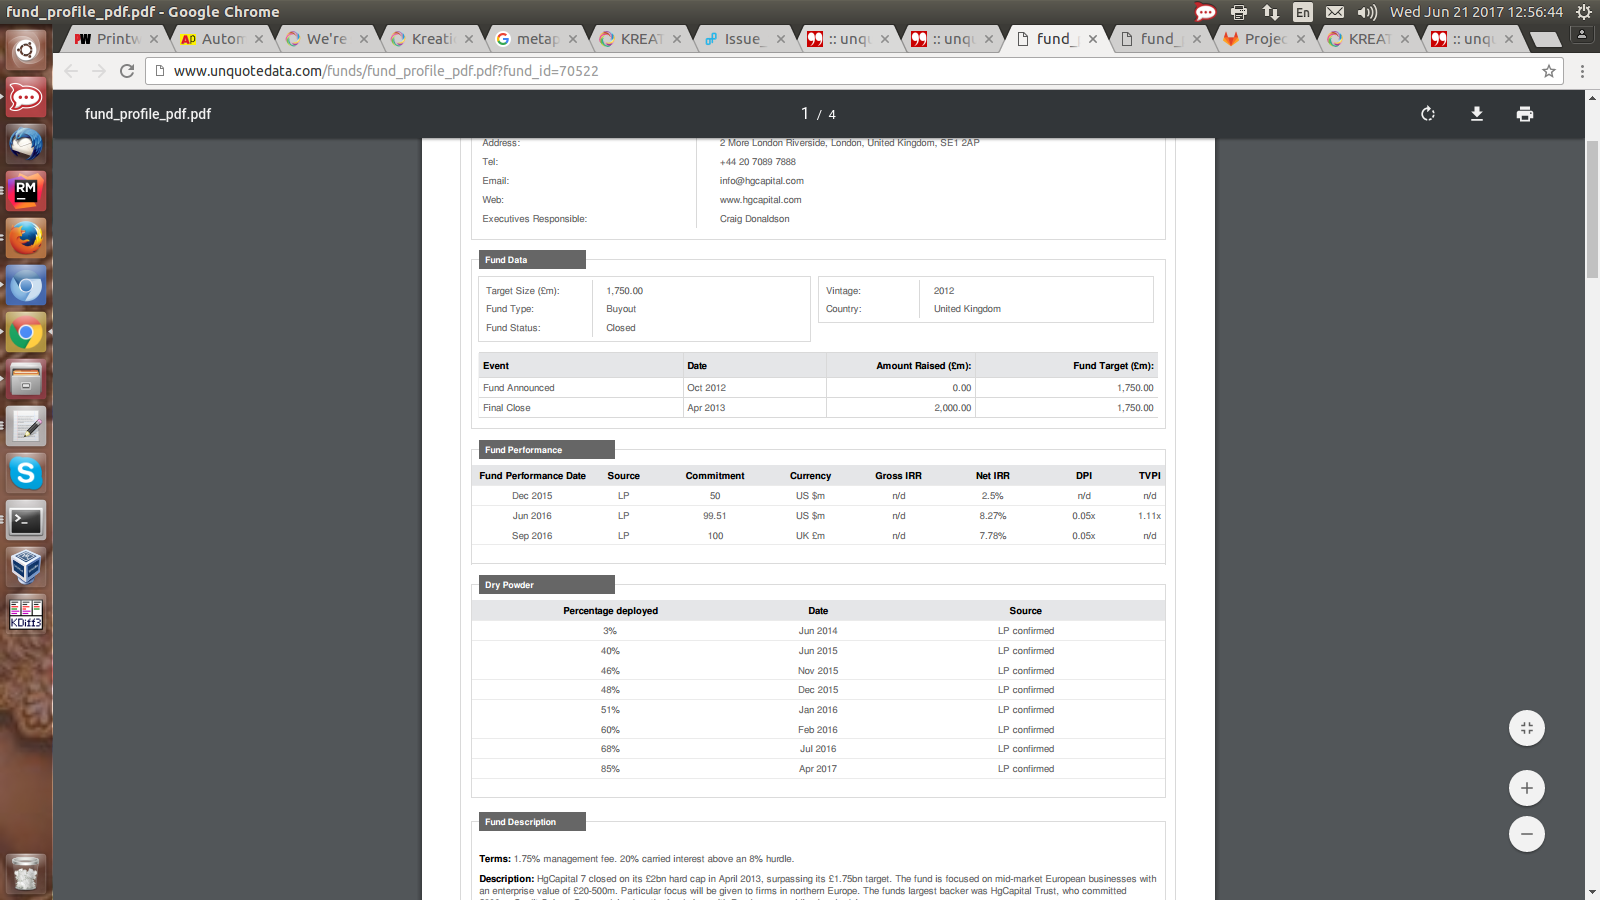 fund_profile_pdf.pdf - Google Chrome
En
Wed Jun 21 2017 12:56:44
Printw
Autom
We're
Kreati
metap
KREAT
Issue_
:: unqu
:: unqu
fund_
fund_
Projec
KREAT
:: unqu
www.unquotedata.com/funds/fund_profile_pdf.pdf?fund_id=70522
fund_profile_pdf.pdf
1 / 4
Address: 2 More London Riverside, London, United Kingdom, SE1 2AP
Tel: +44 20 7089 7888
Email: info@hgcapital.com
Web: www.hgcapital.com
Executives Responsible: Craig Donaldson
Fund Data
Target Size (£m): 1,750.00 Vintage: 2012
Fund Type: Buyout Country: United Kingdom
Fund Status: Closed
Event Date Amount Raised (£m): Fund Target (£m):
Fund Announced Oct 2012 0.00 1,750.00
Final Close Apr 2013 2,000.00 1,750.00
Fund Performance
Fund Performance Date Source Commitment Currency Gross IRR Net IRR DPI TVPI
Dec 2015 LP 50 US $m n/d 2.5% n/d n/d
Jun 2016 LP 99.51 US $m n/d 8.27% 0.05x 1.11x
Sep 2016 LP 100 UK £m n/d 7.78% 0.05x n/d
Dry Powder
Percentage deployed Date Source
3% Jun 2014 LP confirmed
40% Jun 2015 LP confirmed
46% Nov 2015 LP confirmed
48% Dec 2015 LP confirmed
51% Jan 2016 LP confirmed
60% Feb 2016 LP confirmed
68% Jul 2016 LP confirmed
85% Apr 2017 LP confirmed
Fund Description
Terms: 1.75% management fee. 20% carried interest above an 8% hurdle.
Description: HgCapital 7 closed on its £2bn hard cap in April 2013, surpassing its £1.75bn target. The fund is focused on mid-market European businesses with
an enterprise value of £20-500m. Particular focus will be given to firms in northern Europe. The funds largest backer was HgCapital Trust, who committed
RM
KDiff3